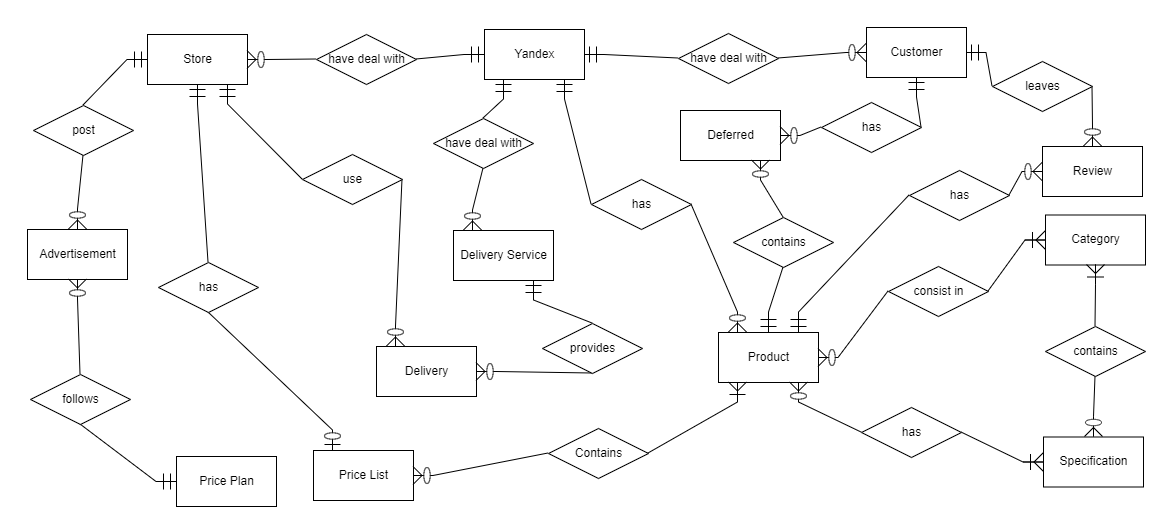 Store
have deal with
Yandex
have deal with
Customer
post
have deal with
Deferred
has
leaves
use
has
has
Review
Advertisement
Delivery Service
contains
Category
has
consist in
provides
Product
contains
Delivery
follows
Contains
has
Price Plan
Price List
Specification